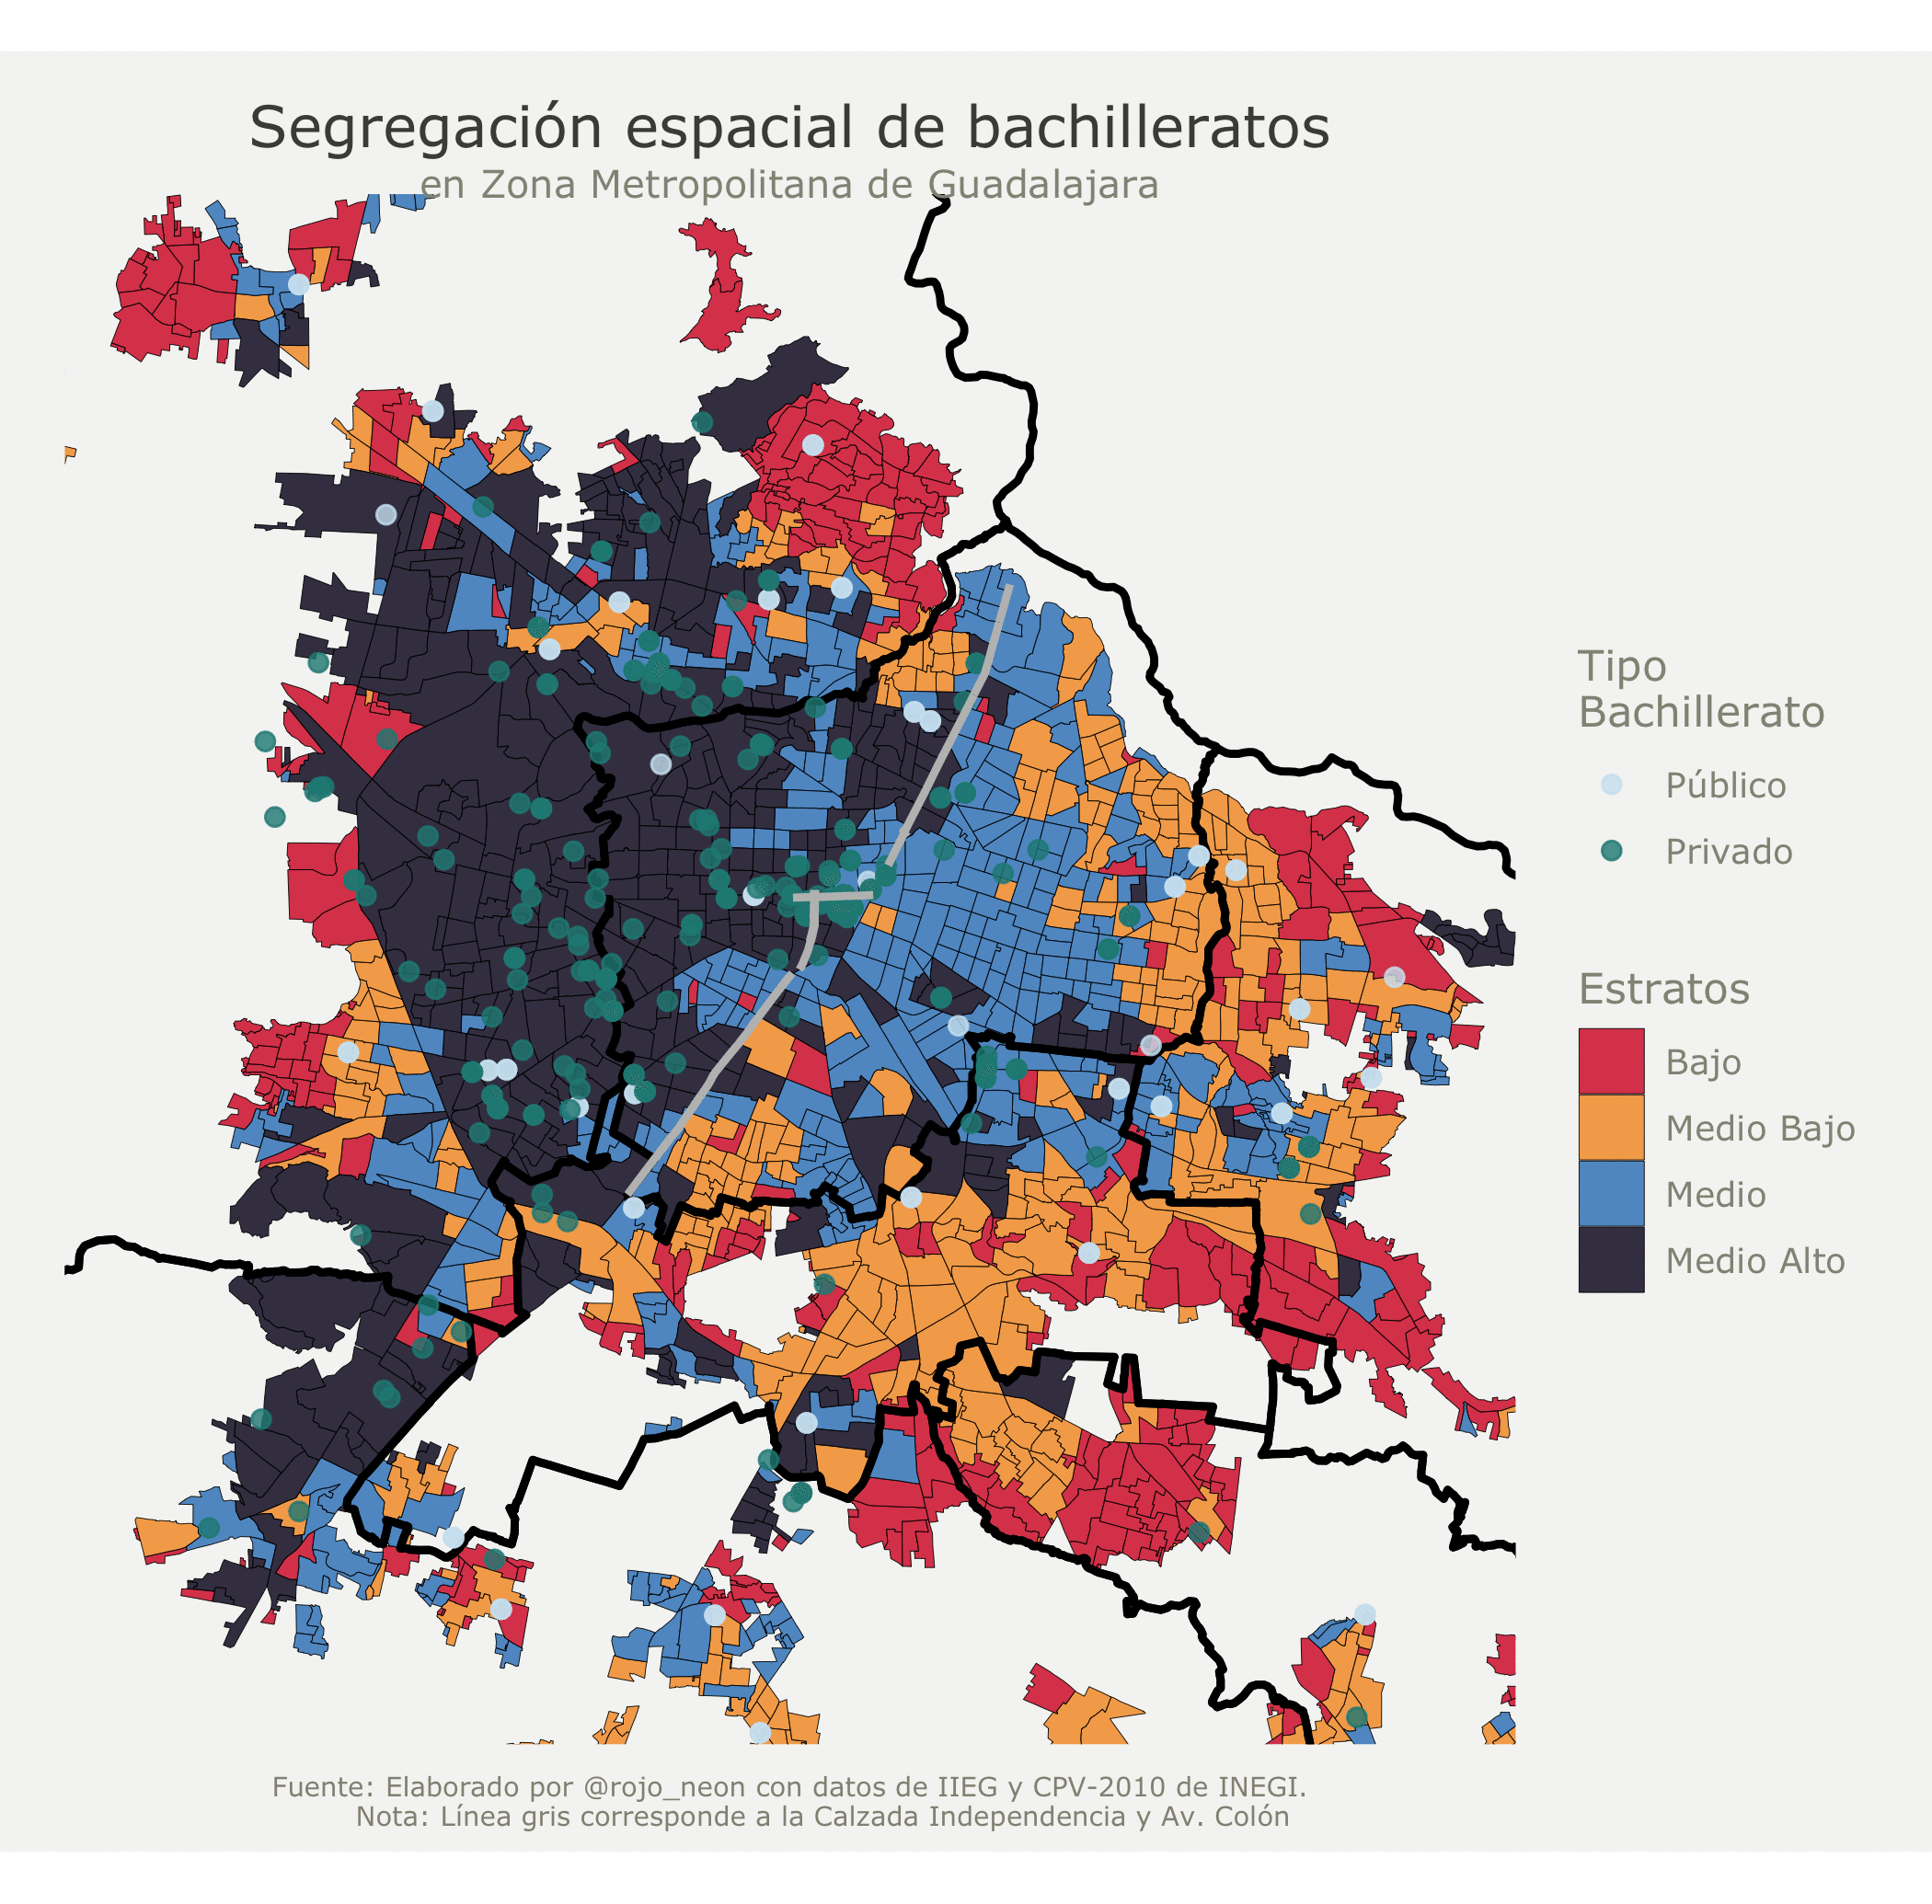 Segregación espacial de bachilleratos
en Zona Metropolitana de Guadalajara
Tipo
Bachillerato
Público
Privado
Estratos
Bajo
Medio Bajo
Medio
Medio Alto
Fuente: Elaborado por @rojo_neon con datos de IIEG y CPV-2010 de INEGI.
Nota: Línea gris corresponde a la Calzada Independencia y Av. Colón